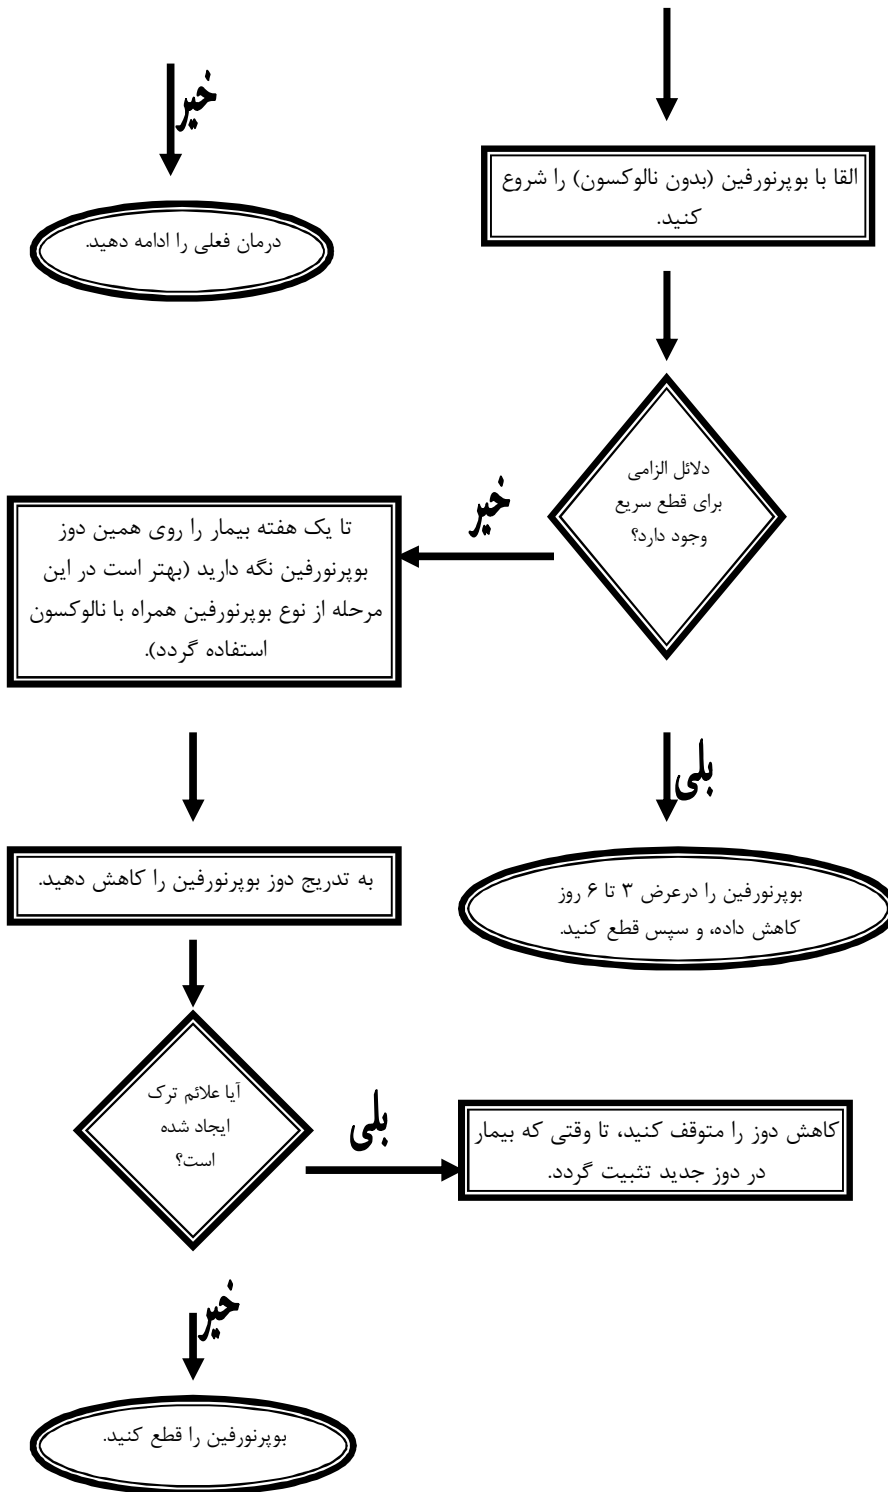 خیر
القا با بوپرنورفین (بدون نالوکسون) را شروع
کنید.
درمان فعلی را ادامه دهید.
دلائل الزامی
برای قطع سریع
وجود دارد؟
خیر
تا یک هفته بیمار را روی همین دوز
بوپرنورفین نگه دارید (بهتر است در این
مرحله از نوع بوپرنورفین همراه با نالوکسون
استفاده گردد).
بلی
بوپرنورفین را درعرض ۳ تا ۶ روز
کاهش داده، و سپس قطع کنید.
به تدریج دوز بوپرنورفین را کاهش دهید.
آیا علائم ترک
ایجاد شده
است؟
بلی
کاهش دوز را متوقف کنید، تا وقتی که بیمار
در دوز جدید تثبیت گردد.
خیر
بوپرنورفین را قطع کنید.